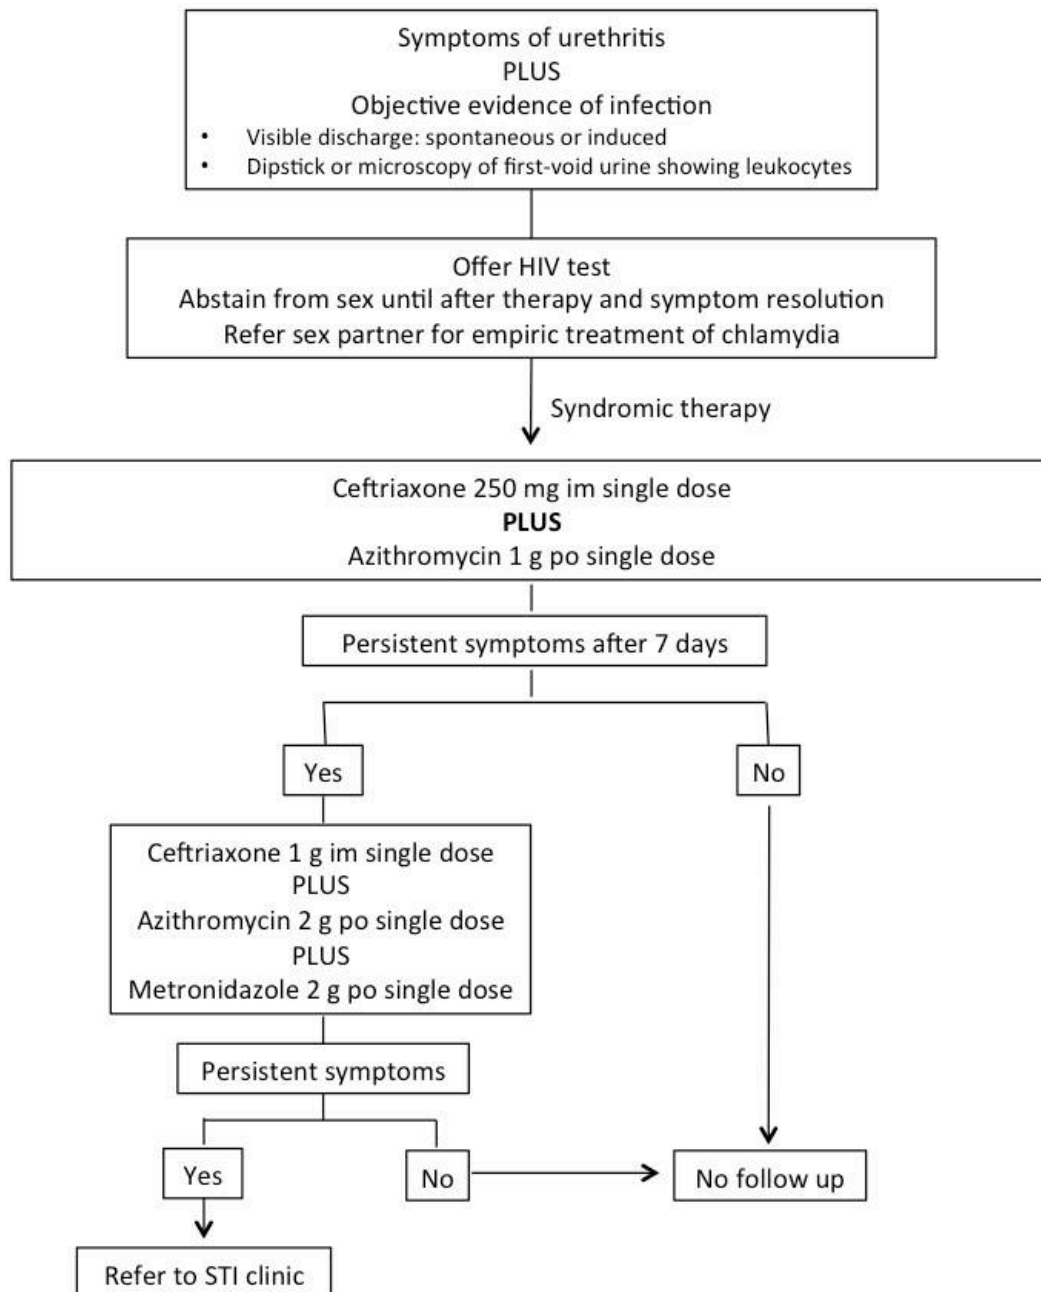 Symptoms of urethritis
PLUS
Objective evidence of infection
• Visible discharge: spontaneous or induced
• Dipstick or microscopy of first-void urine showing leukocytes
Offer HIV test
Abstain from sex until after therapy and symptom resolution
Refer sex partner for empiric treatment of chlamydia
Syndromic therapy
Ceftriaxone 250 mg im single dose
PLUS
Azithromycin 1 g po single dose
Persistent symptoms after 7 days
Yes
No
Ceftriaxone 1 g im single dose
PLUS
Azithromycin 2 g po single dose
PLUS
Metronidazole 2 g po single dose
Persistent symptoms
Yes
No
No follow up
Refer to STI clinic